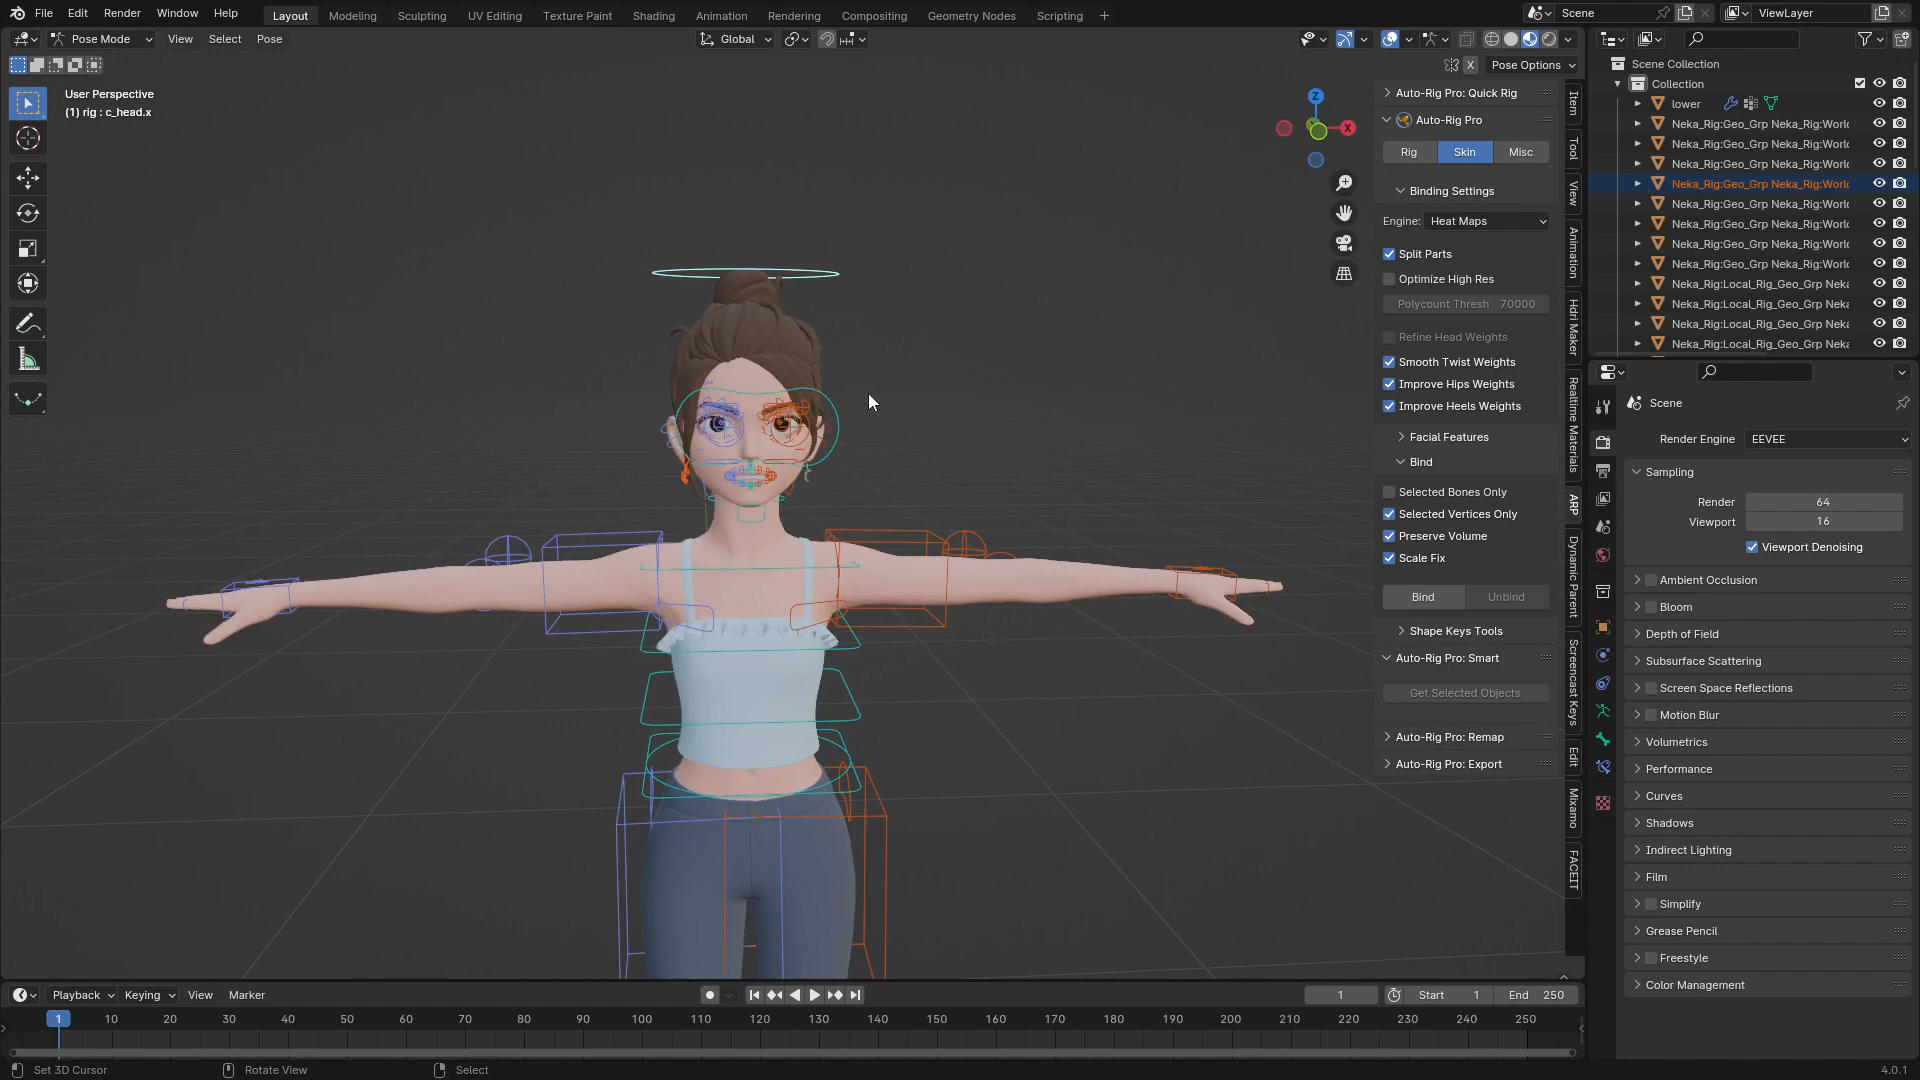 File Edit Render Window Help Layout Modeling Sculpting UV Editing Texture Paint Shading Animation Rendering Compositing Geometry Nodes Scripting + Scene ViewLayer
Pose Mode View Select Pose Global
X Pose Options
User Perspective
(1) rig : c_head.x
Z
X
Auto-Rig Pro: Quick Rig
Auto-Rig Pro
Rig Skin Misc
Binding Settings
Engine: Heat Maps
Split Parts
Optimize High Res
Polycount Thresh 70000
Refine Head Weights
Smooth Twist Weights
Improve Hips Weights
Improve Heels Weights
Facial Features
Bind
Selected Bones Only
Selected Vertices Only
Preserve Volume
Scale Fix
Bind Unbind
Shape Keys Tools
Auto-Rig Pro: Smart
Get Selected Objects
Auto-Rig Pro: Remap
Auto-Rig Pro: Export
Item
Tool
View
Animation
Hdri Maker
Realtime Materials
ARP
Dynamic Parent
Screencast Keys
Edit
Mixamo
FACEIT
Scene Collection
Collection
lower
Neka_Rig:Geo_Grp Neka_Rig:World
Neka_Rig:Geo_Grp Neka_Rig:World
Neka_Rig:Geo_Grp Neka_Rig:World
Neka_Rig:Geo_Grp Neka_Rig:World
Neka_Rig:Geo_Grp Neka_Rig:World
Neka_Rig:Geo_Grp Neka_Rig:World
Neka_Rig:Geo_Grp Neka_Rig:World
Neka_Rig:Geo_Grp Neka_Rig:World
Neka_Rig:Local_Rig_Geo_Grp Neka
Neka_Rig:Local_Rig_Geo_Grp Neka
Neka_Rig:Local_Rig_Geo_Grp Neka
Neka_Rig:Local_Rig_Geo_Grp Neka
Scene
Render Engine EEVEE
Sampling
Render 64
Viewport 16
Viewport Denoising
Ambient Occlusion
Bloom
Depth of Field
Subsurface Scattering
Screen Space Reflections
Motion Blur
Volumetrics
Performance
Curves
Shadows
Indirect Lighting
Film
Simplify
Grease Pencil
Freestyle
Color Management
Playback Keying View Marker 1 Start 1 End 250
1 10 20 30 40 50 60 70 80 90 100 110 120 130 140 150 160 170 180 190 200 210 220 230 240 250
Set 3D Cursor Rotate View Select 4.0.1